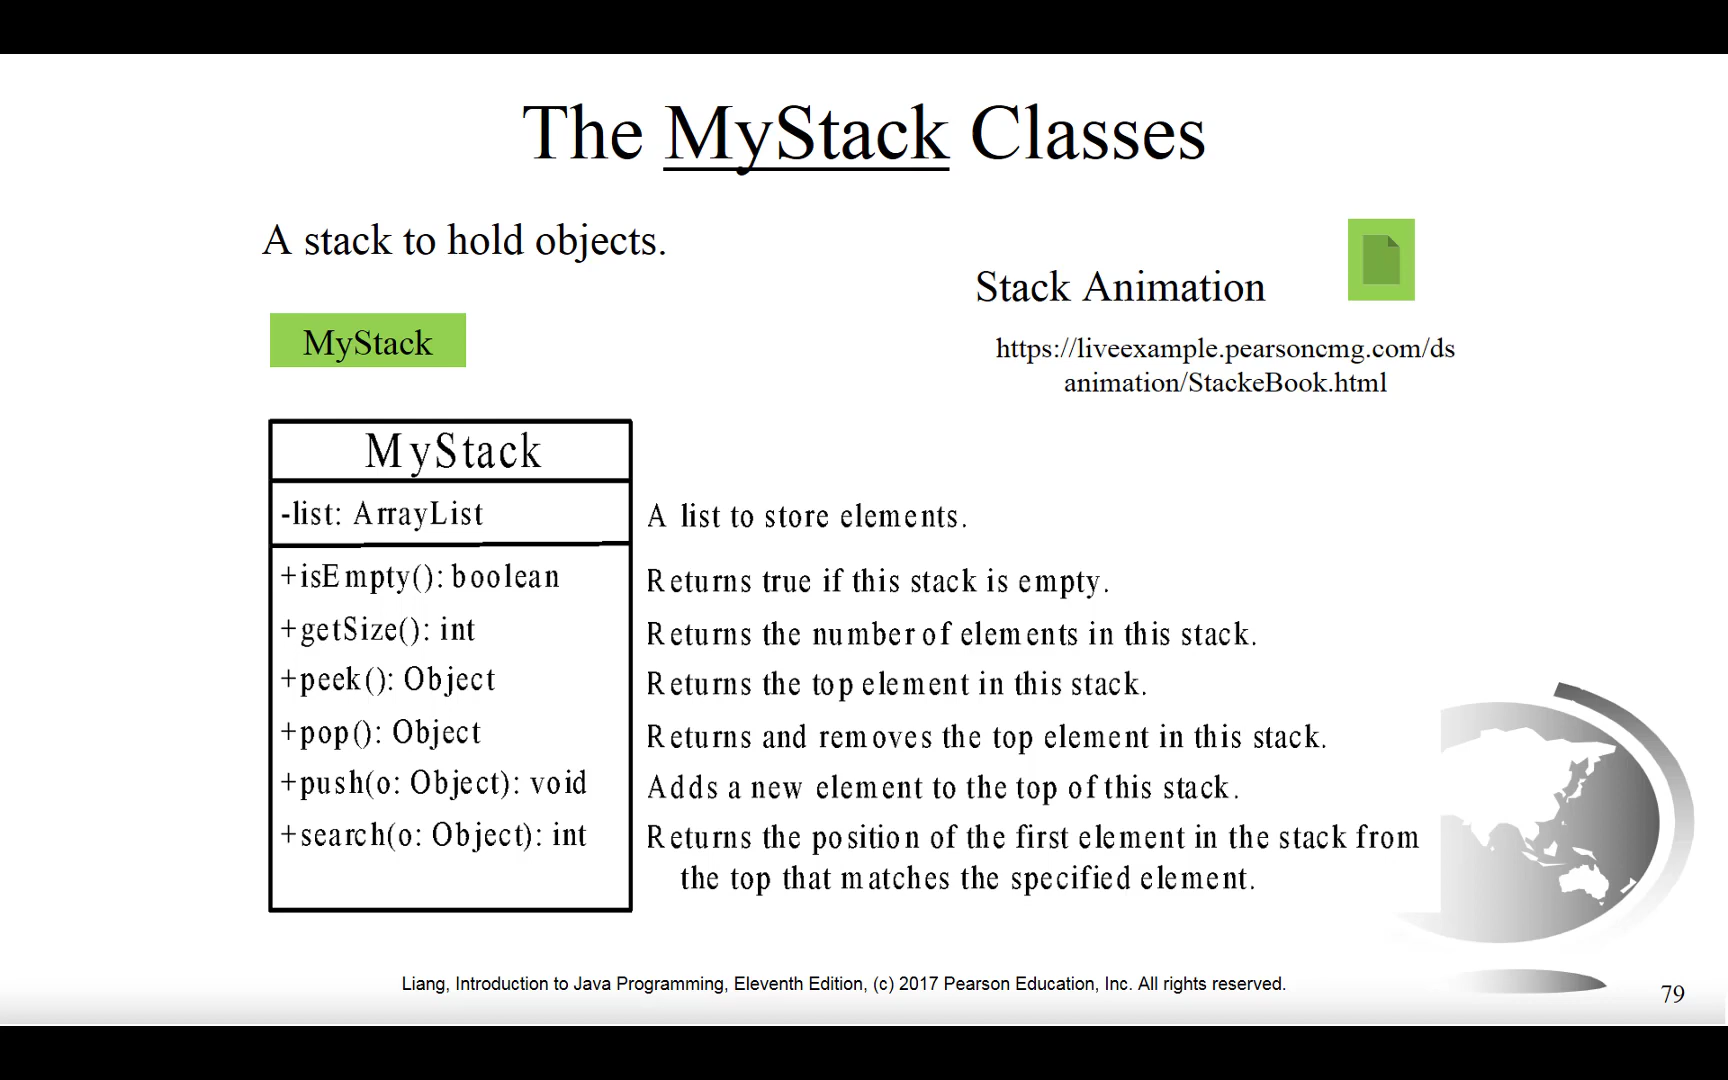 The MyStack Classes
A stack to hold objects.
Stack Animation
MyStack
https://liveexample.pearsoncmg.com/ds
animation/StackeBook.html
MyStack
-list: ArrayList
A list to store elements.
+isEmpty(): boolean
Returns true if this stack is empty.
+getSize(): int
Returns the number of elements in this stack.
+peek(): Object
Returns the top element in this stack.
+pop(): Object
Returns and removes the top element in this stack.
+push(o: Object): void
Adds a new element to the top of this stack.
+search(o: Object): int
Returns the position of the first element in the stack from
the top that matches the specified element.
Liang, Introduction to Java Programming, Eleventh Edition, (c) 2017 Pearson Education, Inc. All rights reserved.
79